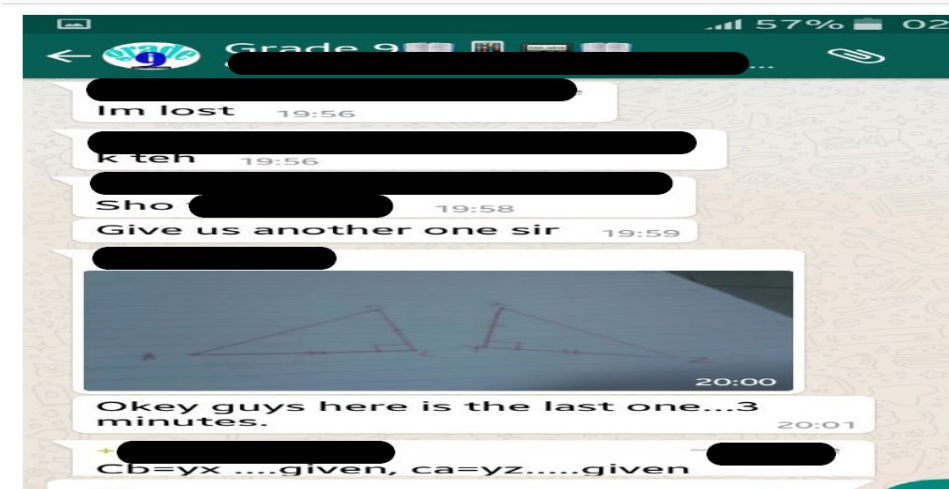 57% 02
Grade 9
Im lost 19:56
k teh 19:56
Sho 19:58
Give us another one sir 19:59
A C Z
20:00
Okey guys here is the last one...3
minutes. 20:01
Cb=yx ....given, ca=yz.....given